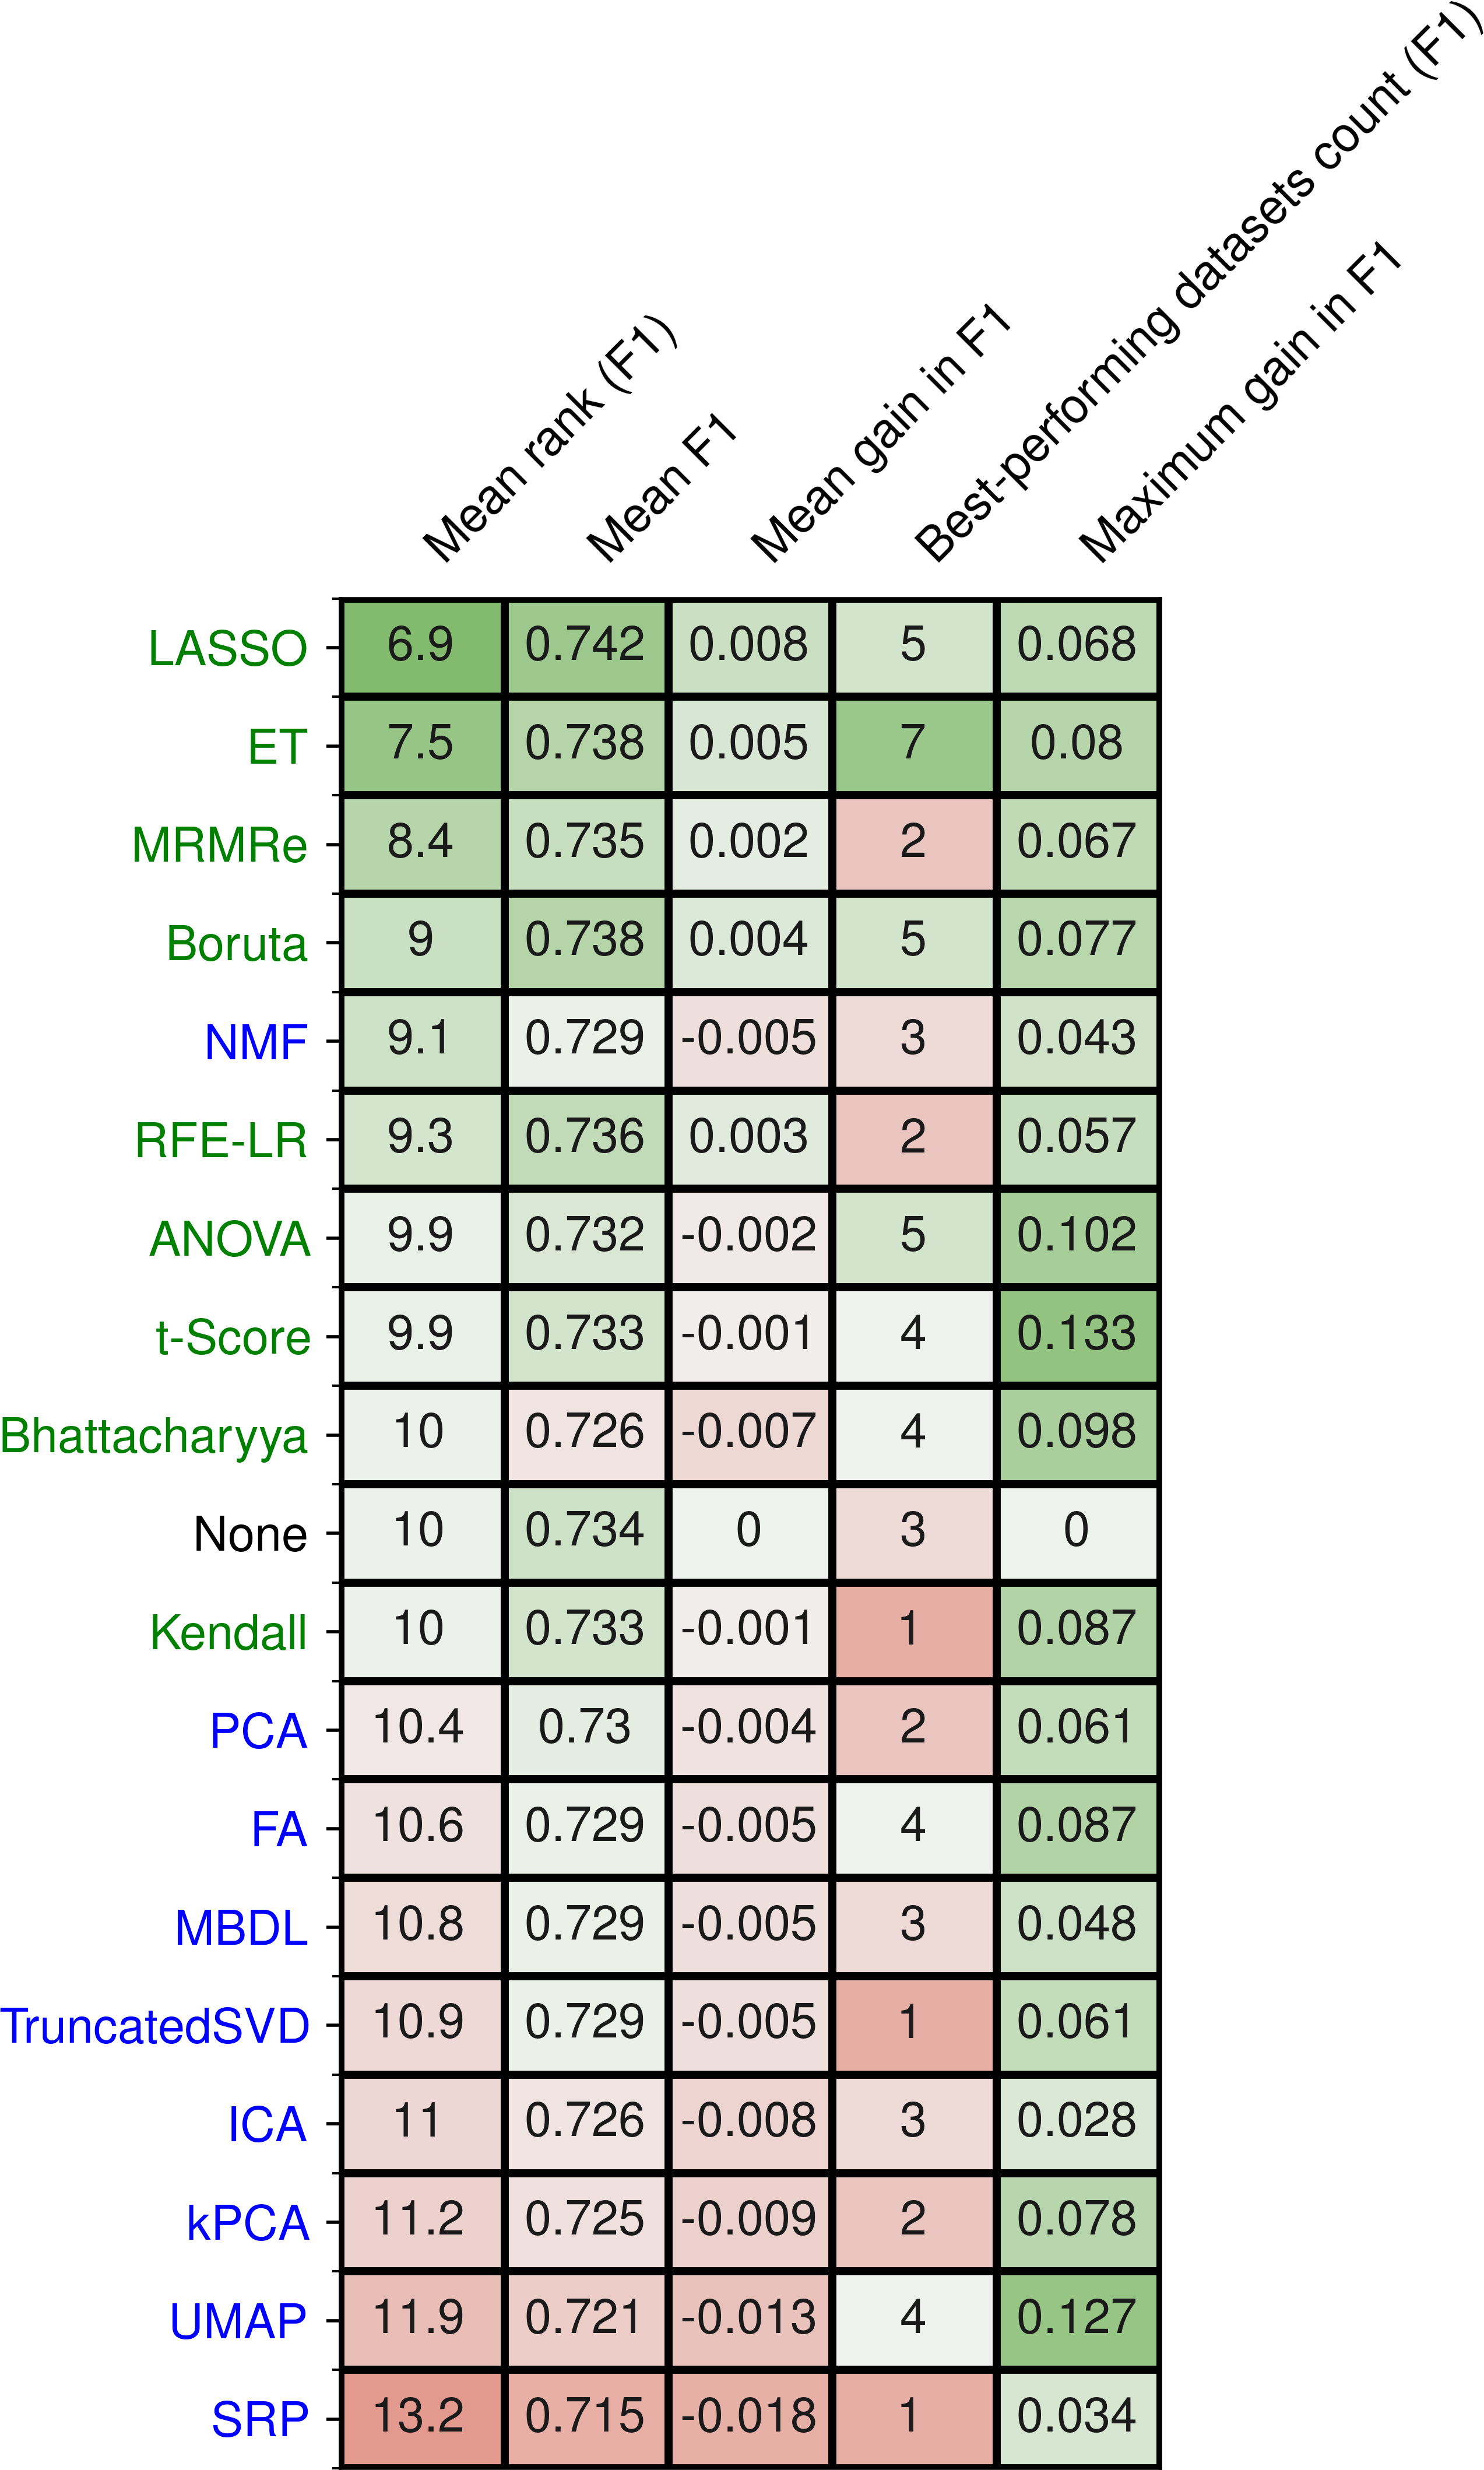 Mean rank (F1)
Mean F1
Mean gain in F1
Best-performing datasets count (F1)
Maximum gain in F1
LASSO 6.9 0.742 0.008 5 0.068
ET 7.5 0.738 0.005 7 0.08
MRMRe 8.4 0.735 0.002 2 0.067
Boruta 9 0.738 0.004 5 0.077
NMF 9.1 0.729 -0.005 3 0.043
RFE-LR 9.3 0.736 0.003 2 0.057
ANOVA 9.9 0.732 -0.002 5 0.102
t-Score 9.9 0.733 -0.001 4 0.133
Bhattacharyya 10 0.726 -0.007 4 0.098
None 10 0.734 0 3 0
Kendall 10 0.733 -0.001 1 0.087
PCA 10.4 0.73 -0.004 2 0.061
FA 10.6 0.729 -0.005 4 0.087
MBDL 10.8 0.729 -0.005 3 0.048
TruncatedSVD 10.9 0.729 -0.005 1 0.061
ICA 11 0.726 -0.008 3 0.028
kPCA 11.2 0.725 -0.009 2 0.078
UMAP 11.9 0.721 -0.013 4 0.127
SRP 13.2 0.715 -0.018 1 0.034